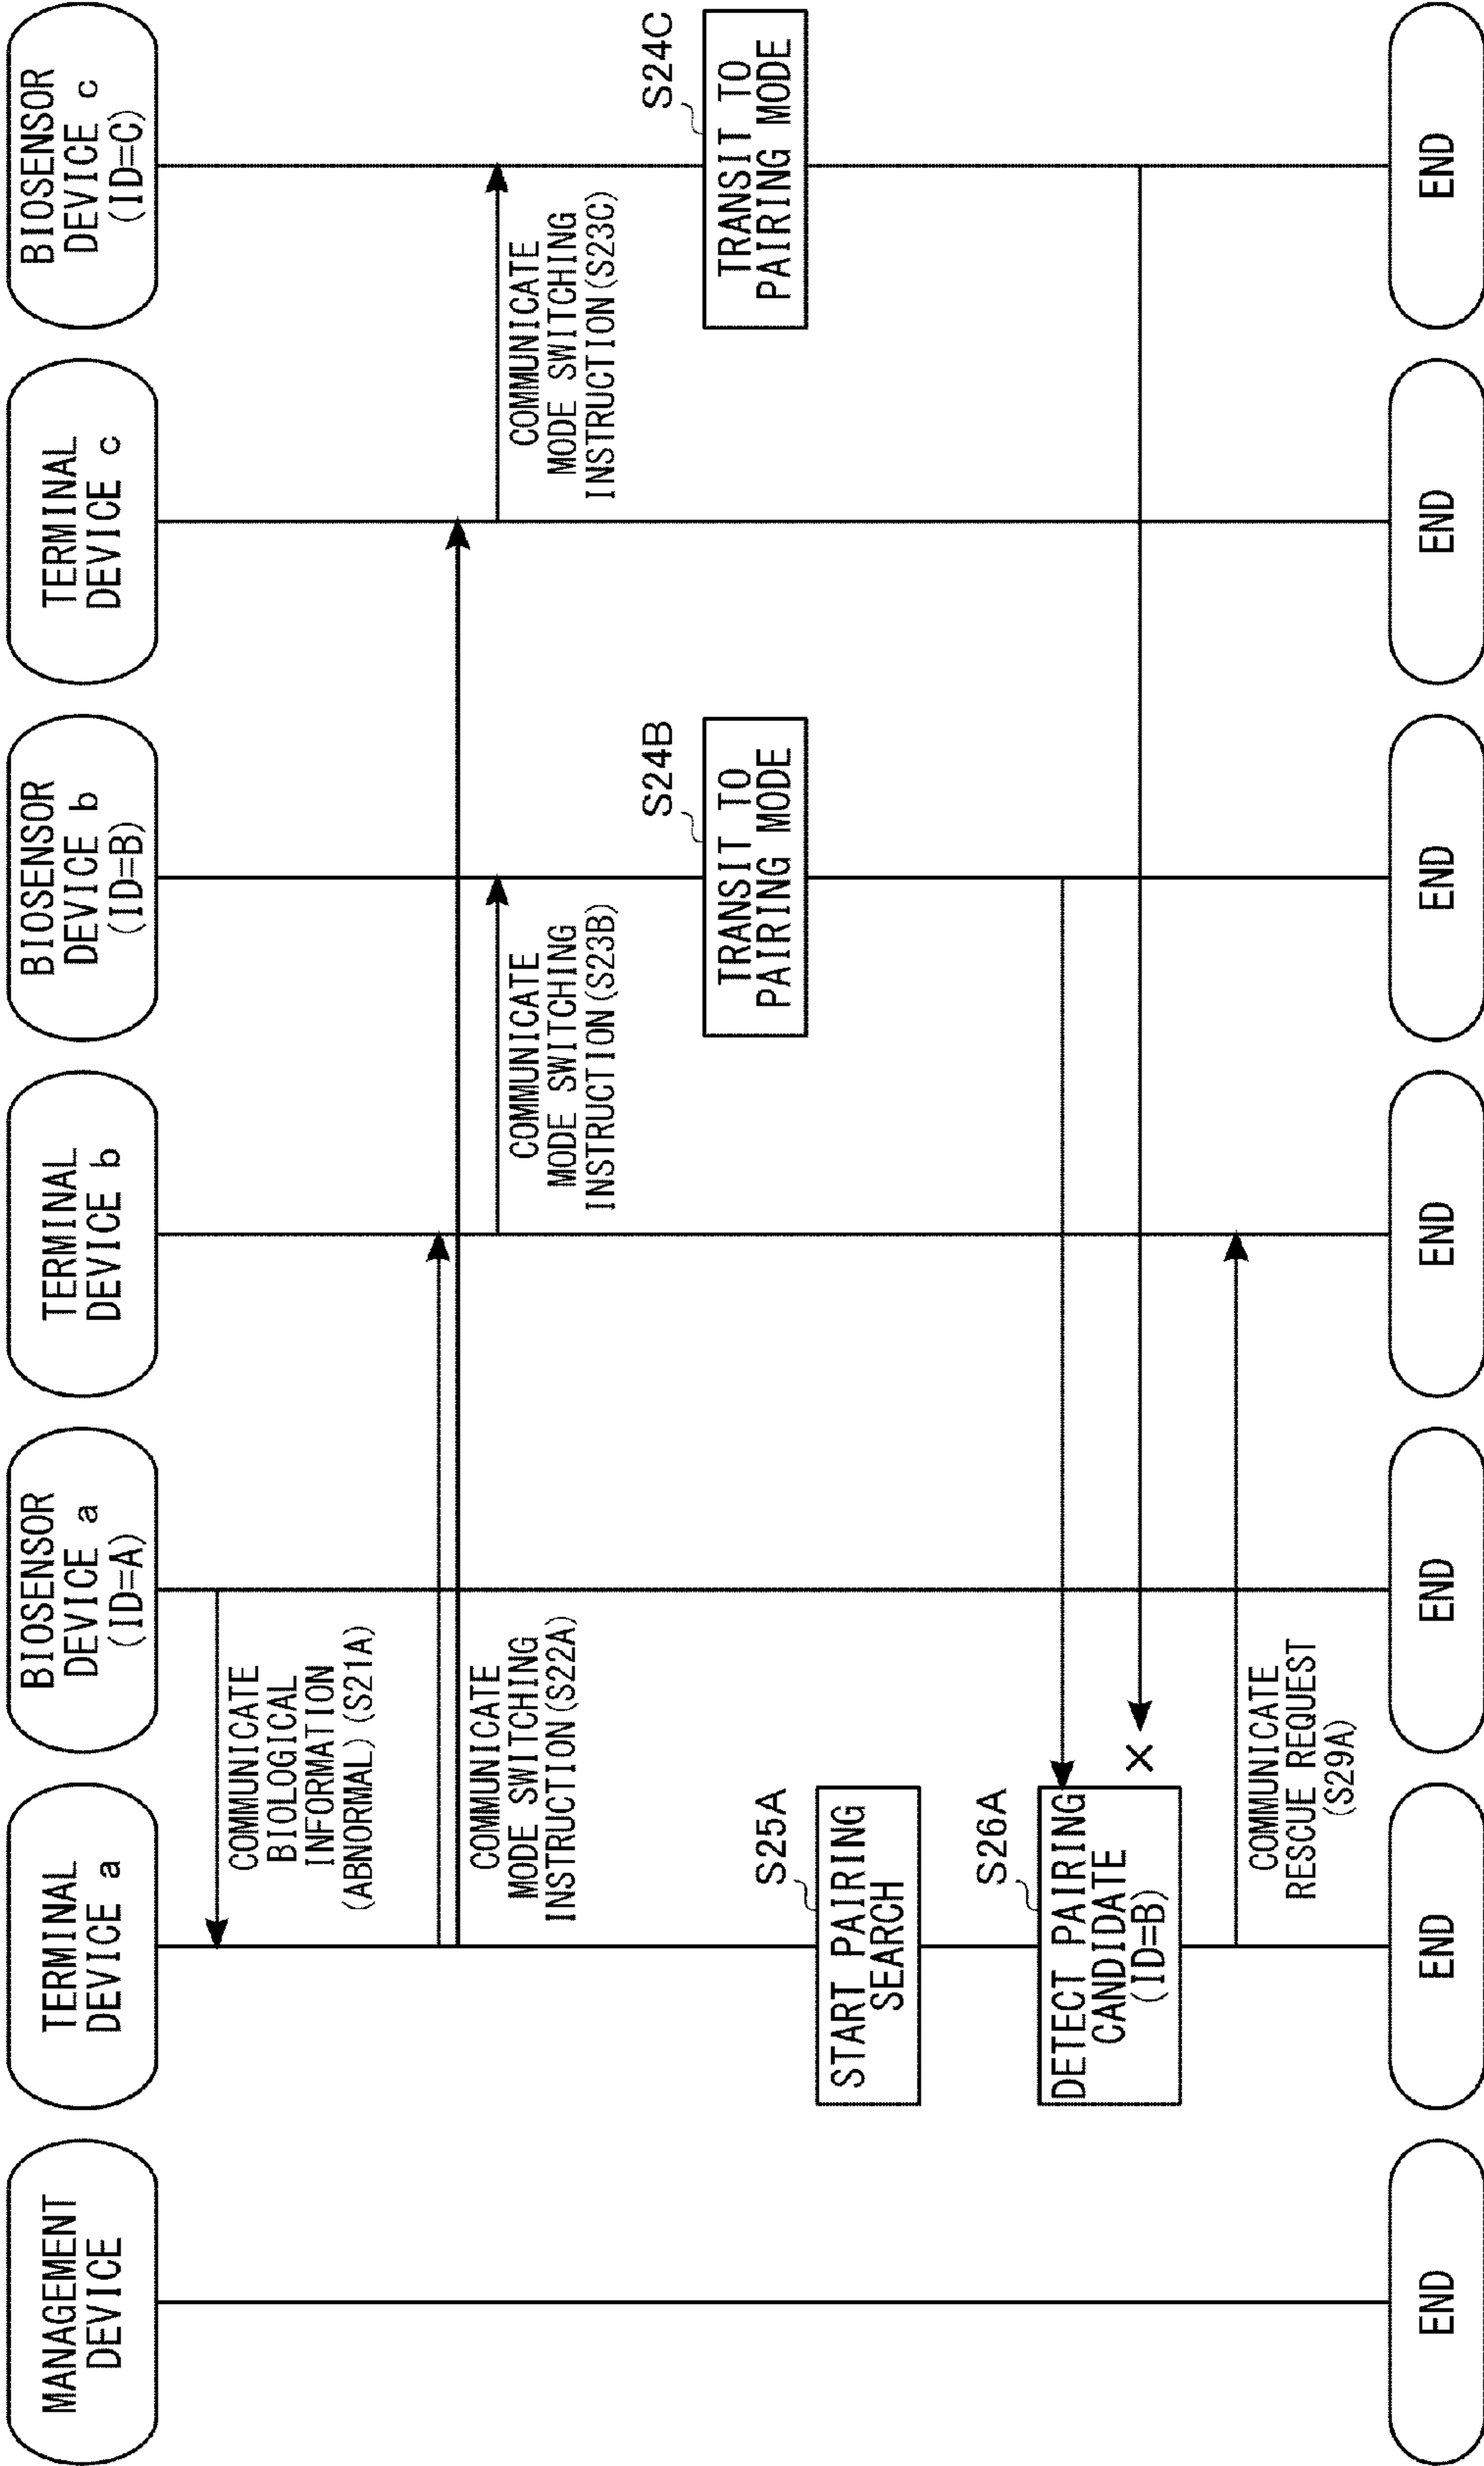 MANAGEMENT
DEVICE
TERMINAL
DEVICE a
BIOSENSOR
DEVICE a
(ID=A)
TERMINAL
DEVICE b
BIOSENSOR
DEVICE b
(ID=B)
TERMINAL
DEVICE c
BIOSENSOR
DEVICE c
(ID=C)
COMMUNICATE
BIOLOGICAL
INFORMATION
(ABNORMAL)(S21A)
COMMUNICATE
MODE SWITCHING
INSTRUCTION(S22A)
COMMUNICATE
MODE SWITCHING
INSTRUCTION(S23B)
COMMUNICATE
MODE SWITCHING
INSTRUCTION(S23C)
S24B
TRANSIT TO
PAIRING MODE
S24C
TRANSIT TO
PAIRING MODE
S25A
START PAIRING
SEARCH
S26A
DETECT PAIRING
CANDIDATE
(ID=B)
×
COMMUNICATE
RESCUE REQUEST
(S29A)
END
END
END
END
END
END
END